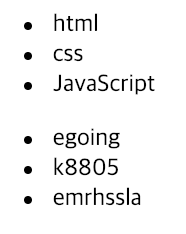 • html
• css
• JavaScript
• egoing
• k8805
• emrhssla